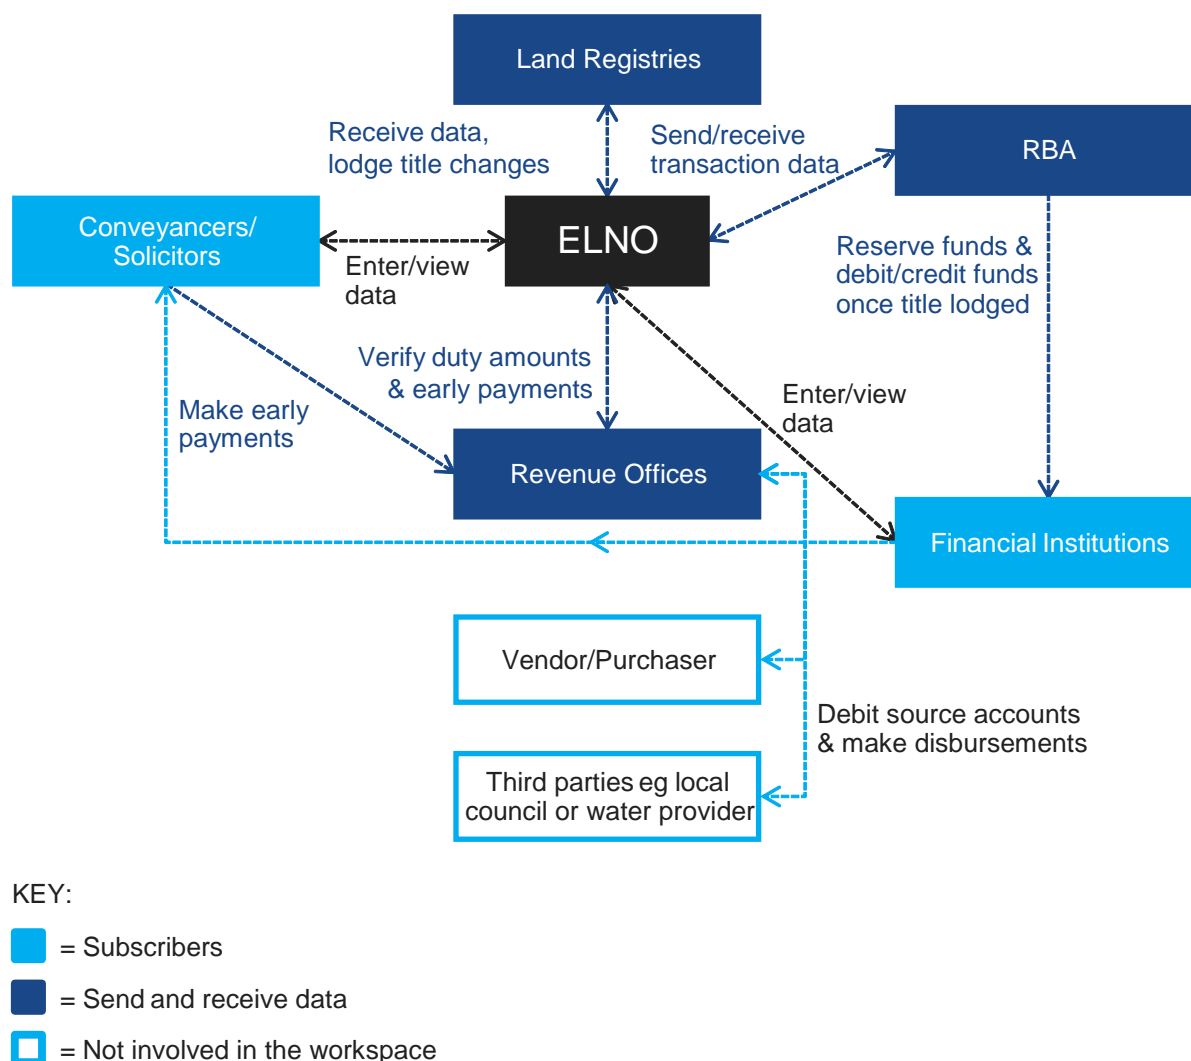 Land Registries
Receive data,
lodge title changes
Send/receive
transaction data
RBA
Conveyancers/
Solicitors
ELNO
Enter/view
data
Reserve funds &
debit/credit funds
once title lodged
Verify duty amounts
& early payments
Make early
payments
Enter/view
data
Revenue Offices
Financial Institutions
Vendor/Purchaser
Debit source accounts
& make disbursements
Third parties eg local
council or water provider
KEY:
= Subscribers
= Send and receive data
= Not involved in the workspace